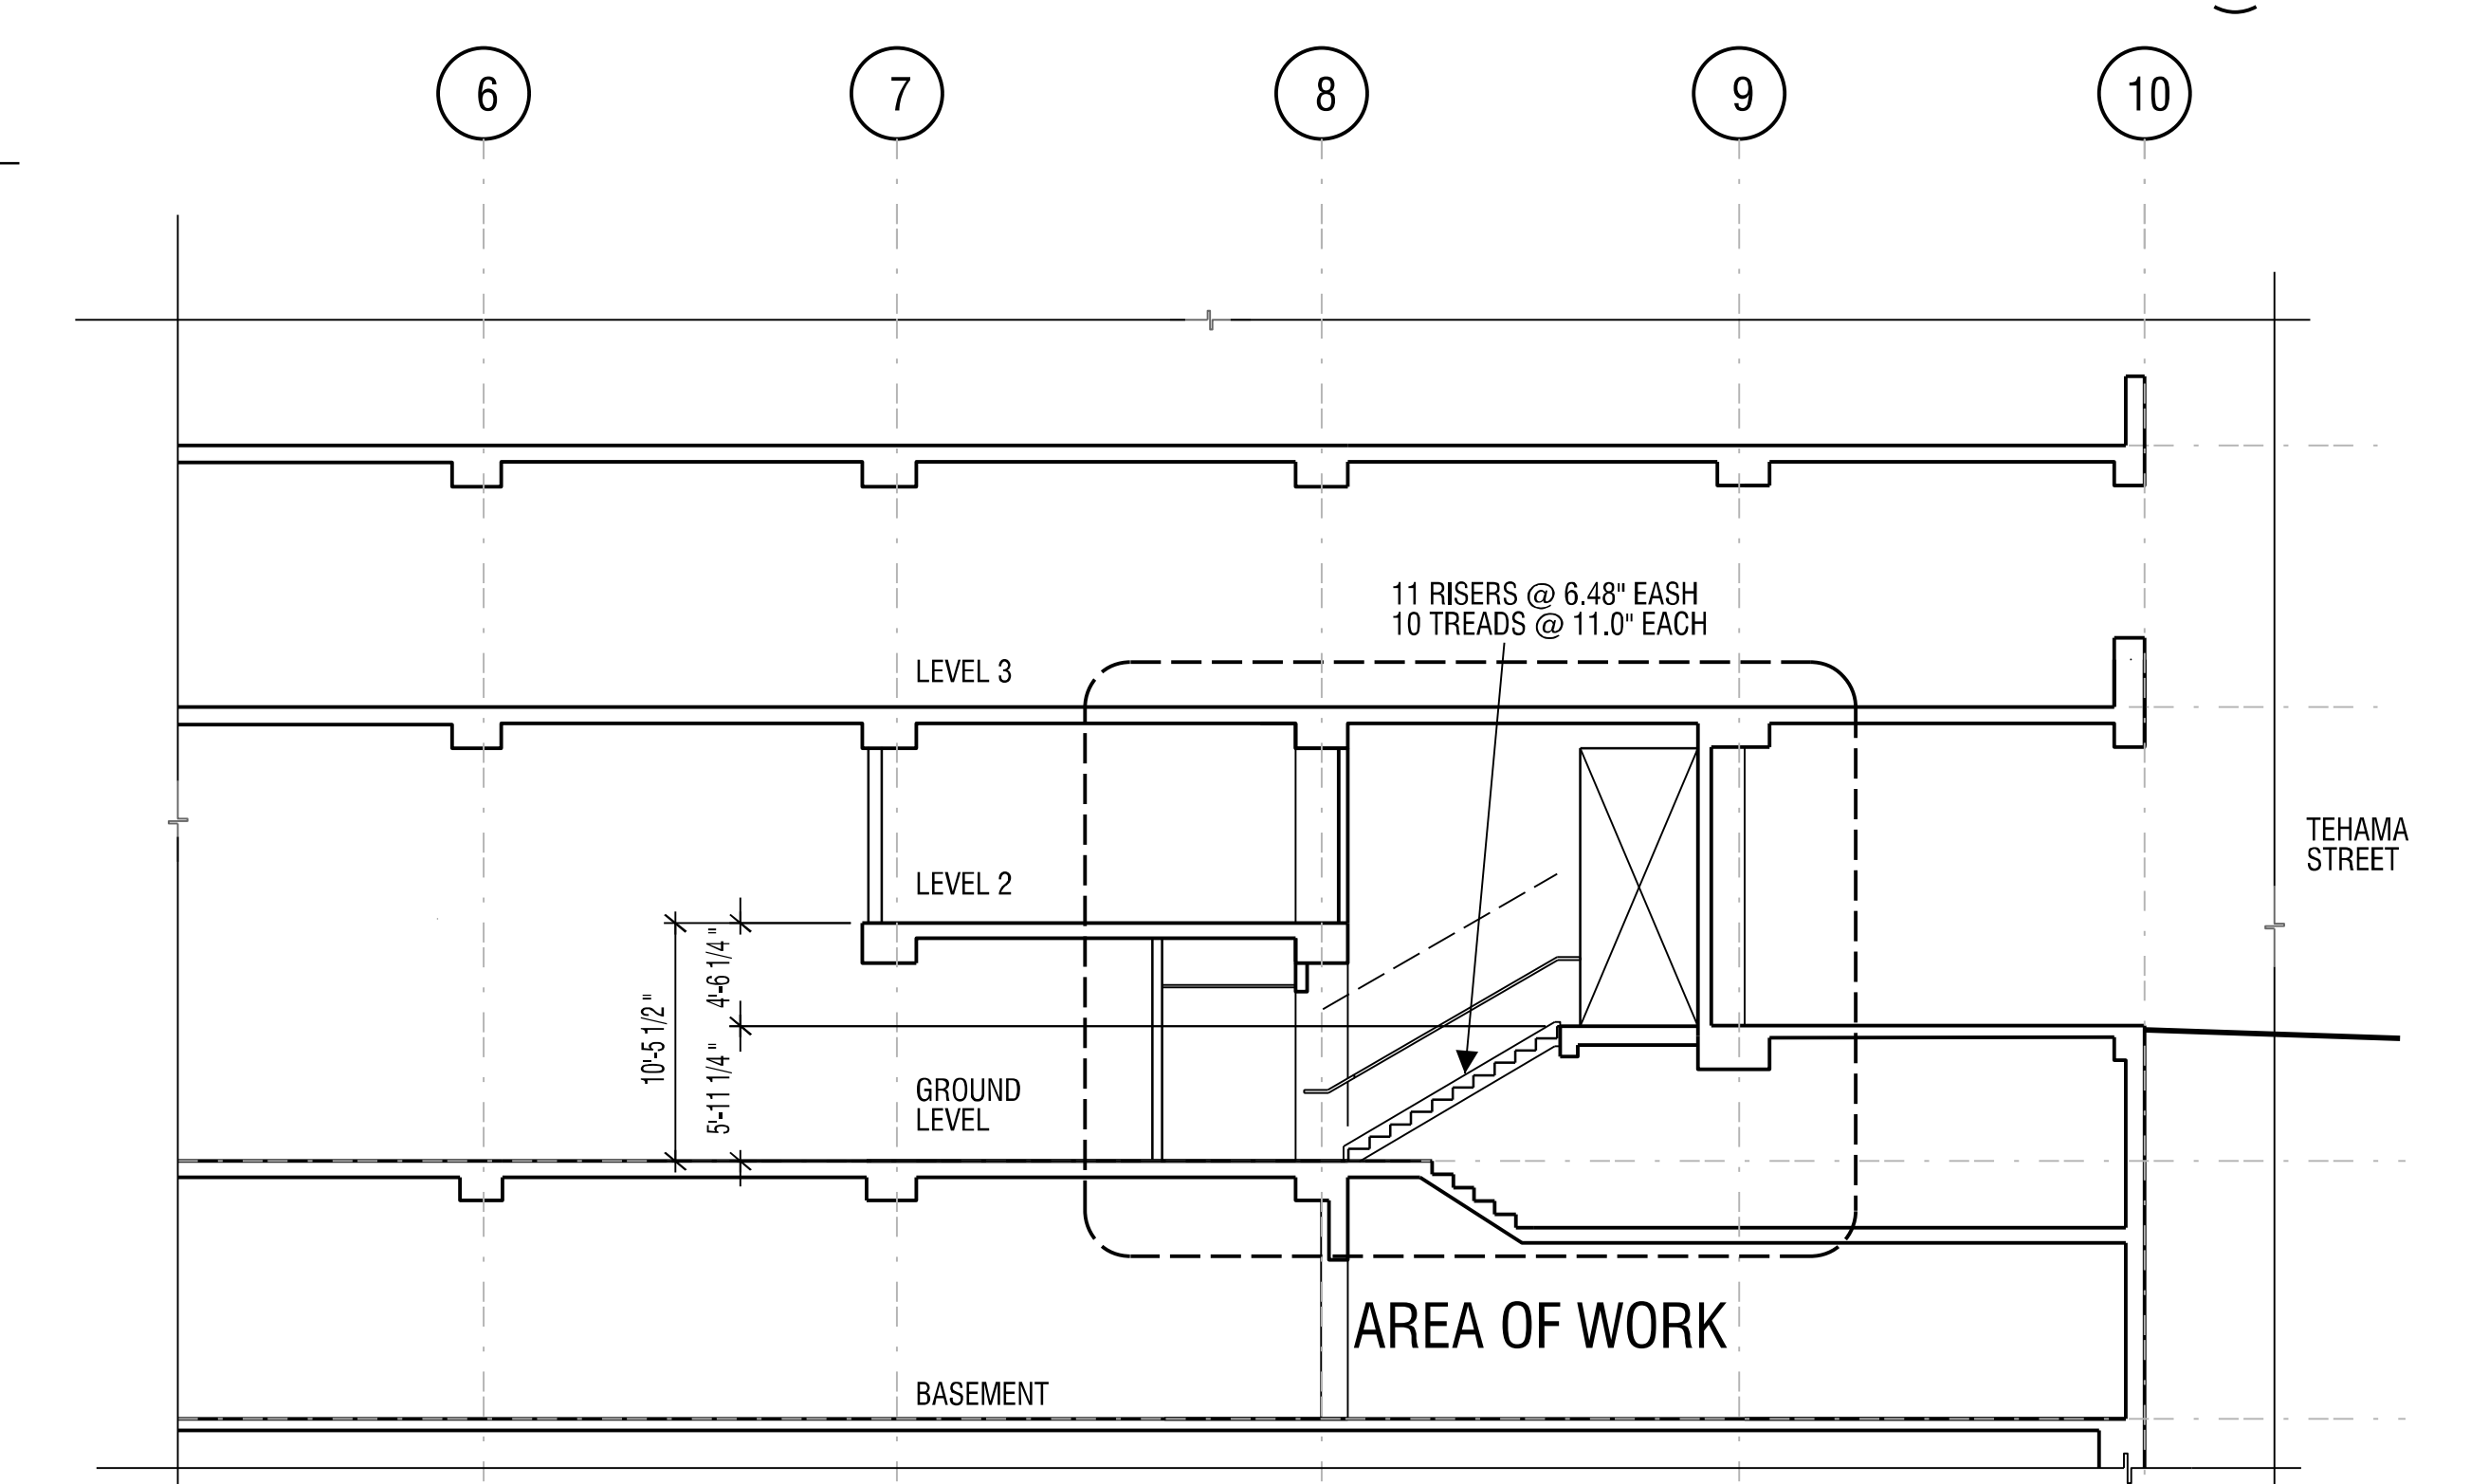 6
7
8
9
10
11 RISERS @ 6.48" EASH
10 TREADS @ 11.0" EACH
LEVEL 3
TEHAMA
STREET
LEVEL 2
4'-6 1/4 "
10'-5 1/2 "
5'-11 1/4 "
GROUND
LEVEL
AREA OF WORK
BASEMENT